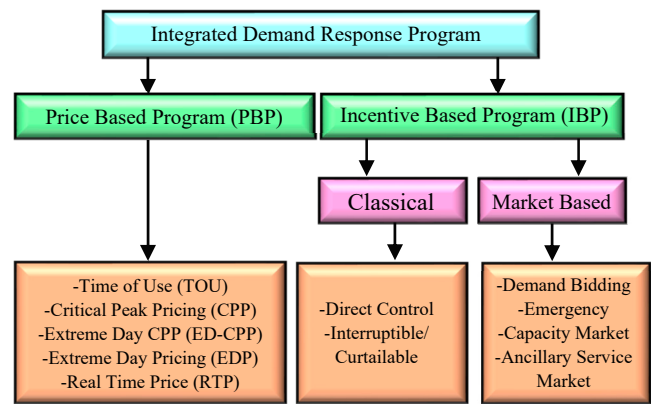 Integrated Demand Response Program
Price Based Program (PBP)
Incentive Based Program (IBP)
Classical
Market Based
-Time of Use (TOU)
-Critical Peak Pricing (CPP)
-Extreme Day CPP (ED-CPP)
-Extreme Day Pricing (EDP)
-Real Time Price (RTP)
-Direct Control
-Interruptible/
Curtailable
-Demand Bidding
-Emergency
-Capacity Market
-Ancillary Service
Market